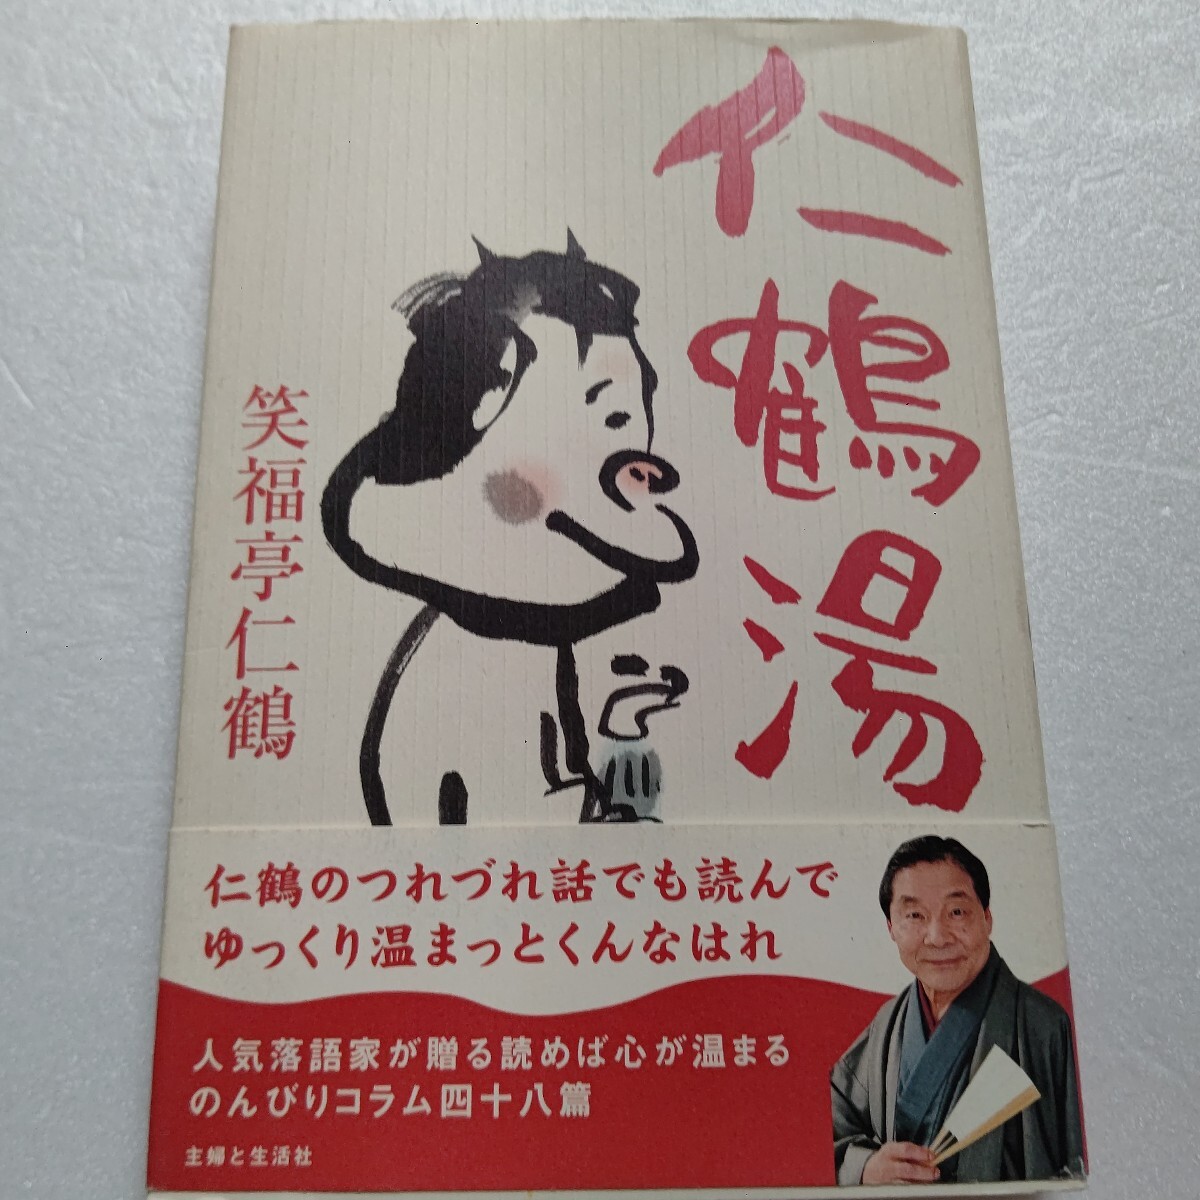 仁鶴湯
笑福亭仁鶴
仁鶴のつれづれ話でも読んで
ゆっくり温まっとくんなはれ
人気落語家が贈る読めば心が温まる
のんびりコラム四十八篇
主婦と生活社